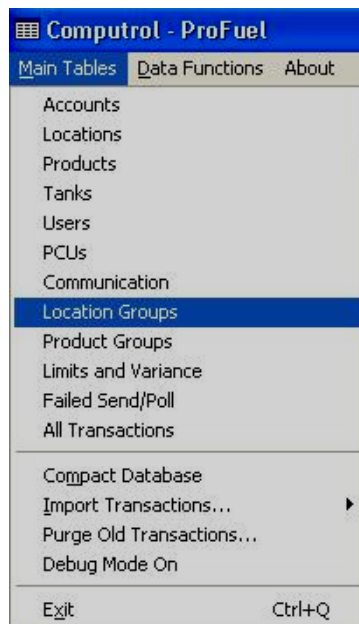 Computrol - ProFuel
Main Tables Data Functions About
Accounts
Locations
Products
Tanks
Users
PCUs
Communication
Location Groups
Product Groups
Limits and Variance
Failed Send/Poll
All Transactions
Compact Database
Import Transactions...
Purge Old Transactions...
Debug Mode On
Exit Ctrl+Q